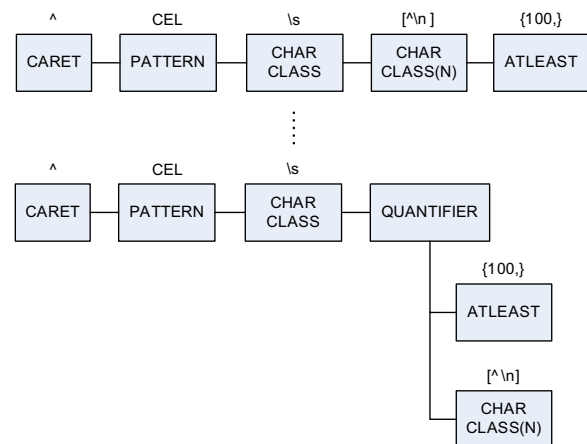 ^ CEL \s [^\n] {100,}
CARET PATTERN CHAR CLASS CHAR CLASS(N) ATLEAST
^ CEL \s
CARET PATTERN CHAR CLASS QUANTIFIER
{100,}
ATLEAST
[^\n]
CHAR
CLASS(N)